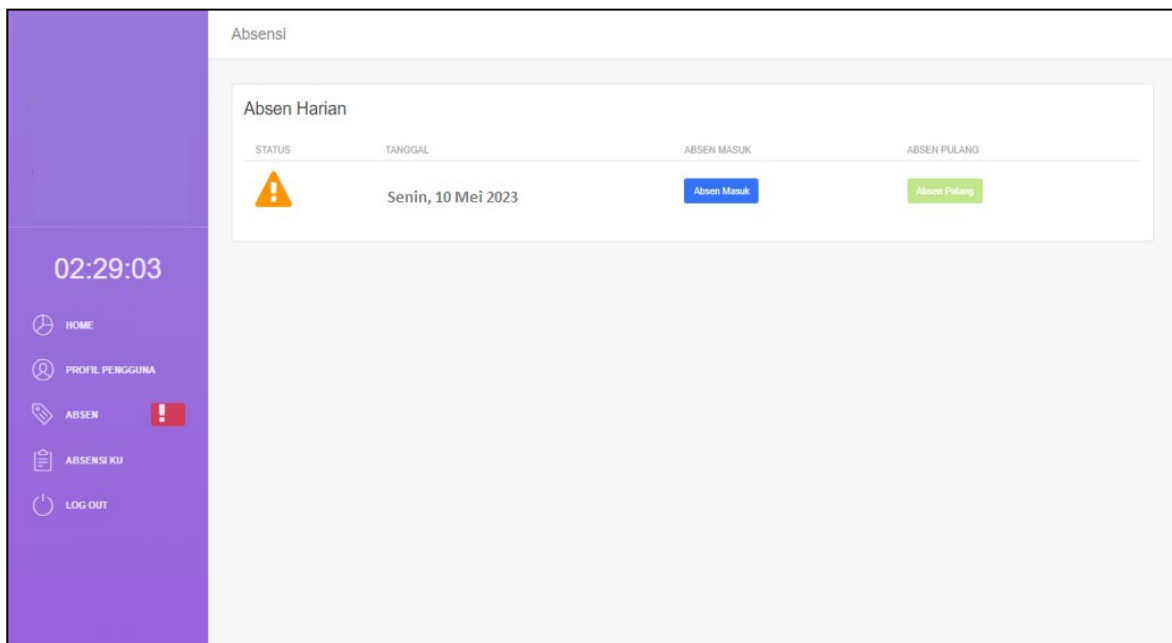 Absensi
Absen Harian
STATUS TANGGAL ABSEN MASUK ABSEN PULANG
Senin, 10 Mei 2023 Absen Masuk Absen Pulang
02:29:03
HOME
PROFIL PENGGUNA
ABSEN
ABSENSI KU
LOG OUT